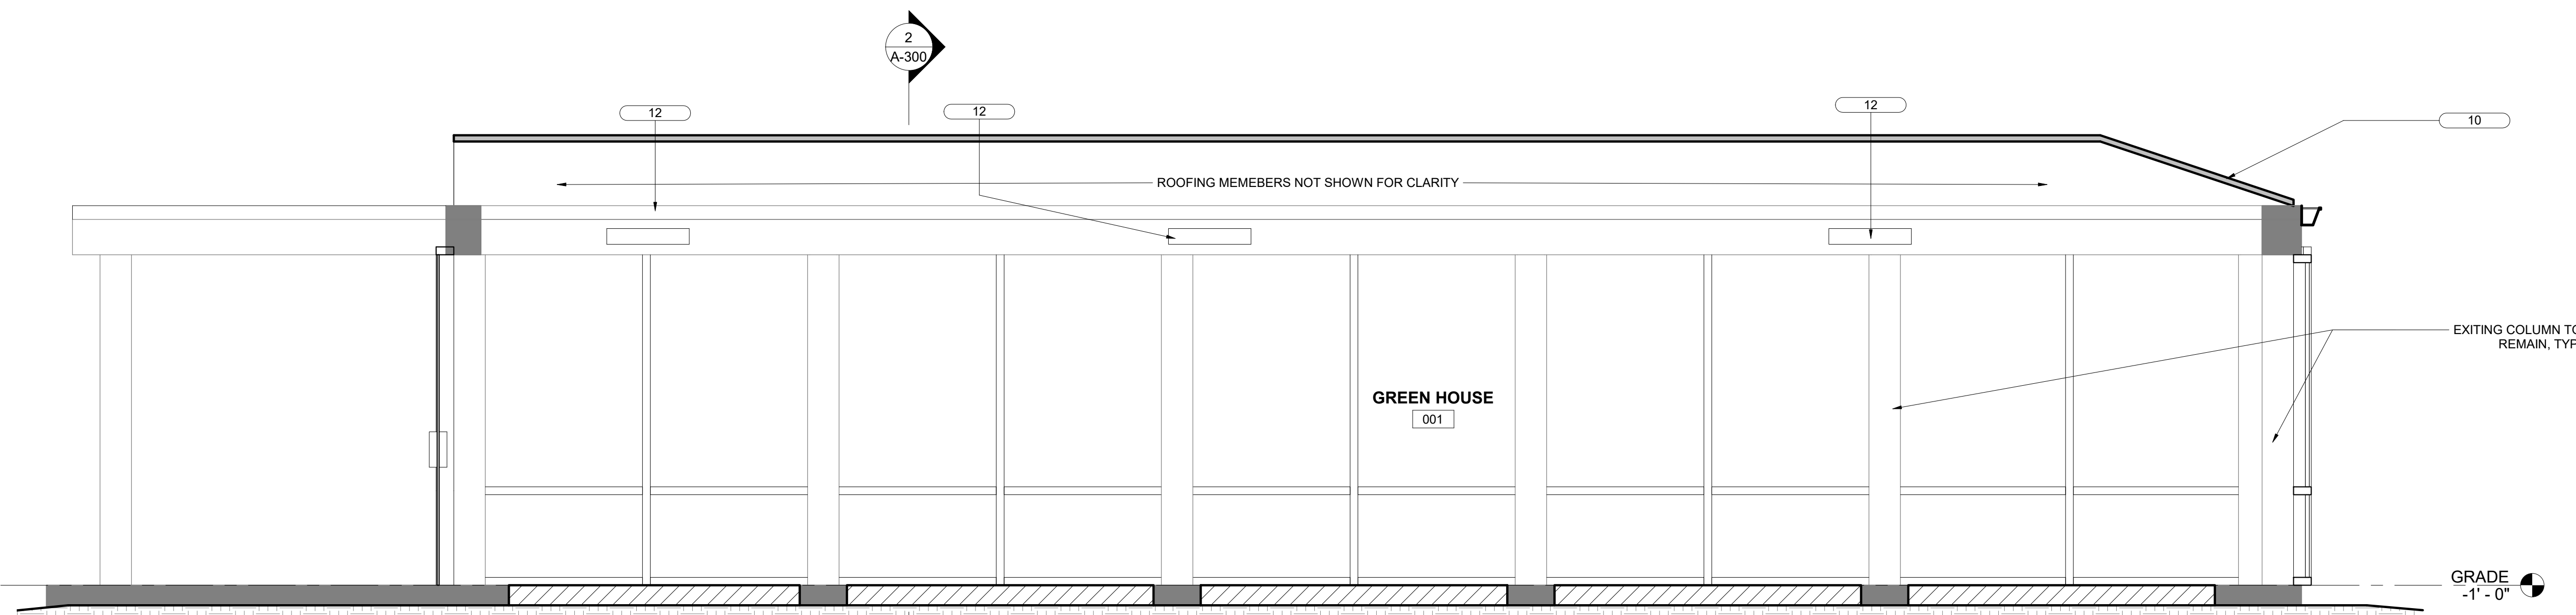 2
A-300
12
12
12
10
ROOFING MEMEBERS NOT SHOWN FOR CLARITY
EXITING COLUMN TO
REMAIN, TYP
GREEN HOUSE
001
GRADE
-1' - 0"